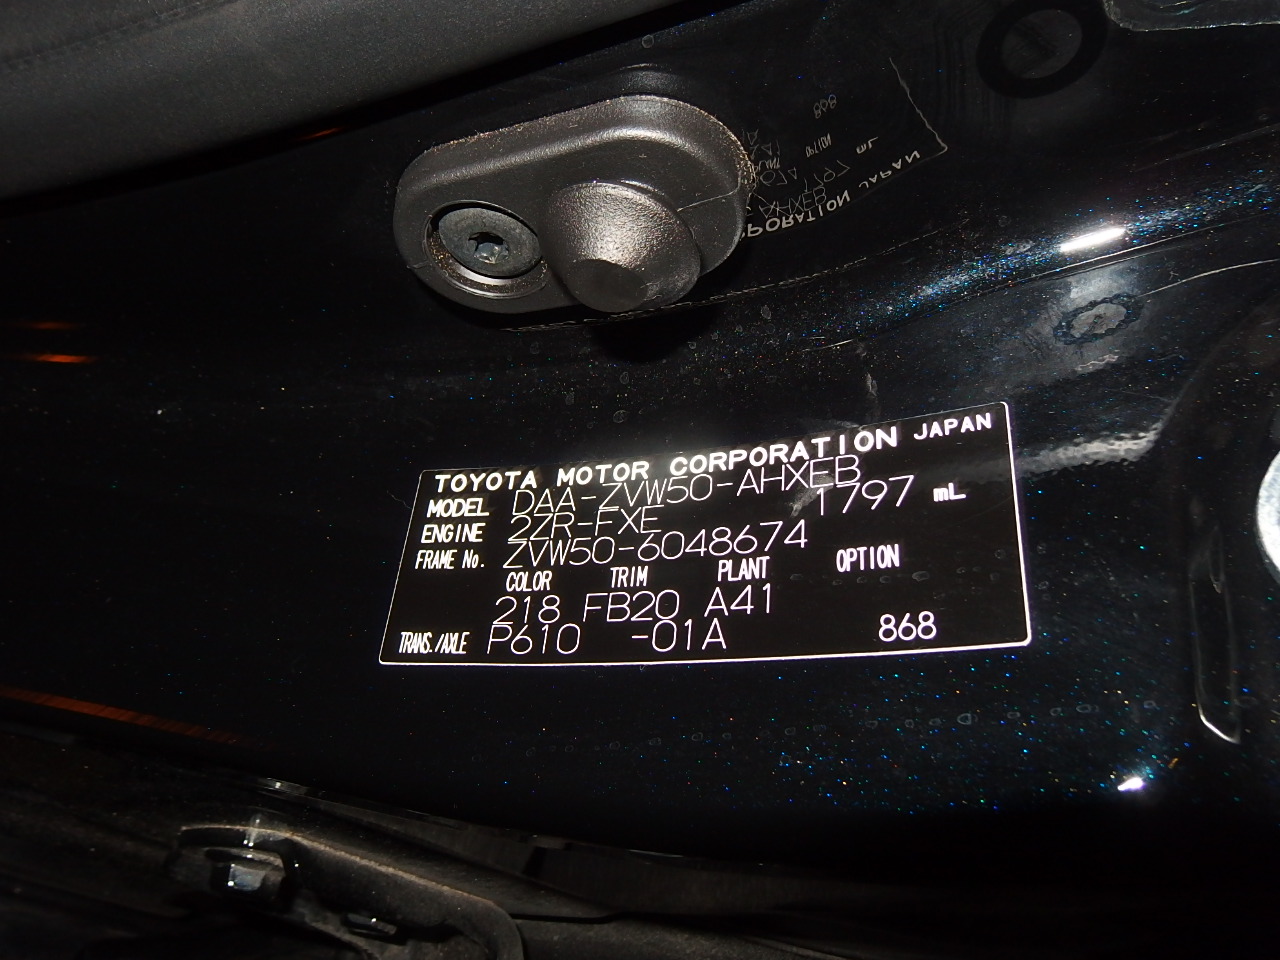 TOYOTA MOTOR CORPORATION JAPAN
MODEL DAA-ZVW50-AHXEB
ENGINE 2ZR-FXE 1797 mL
FRAME No. ZVW50-6048674
COLOR TRIM PLANT OPTION
218 FB20 A41
TRANS./AXLE P610 -01A 868